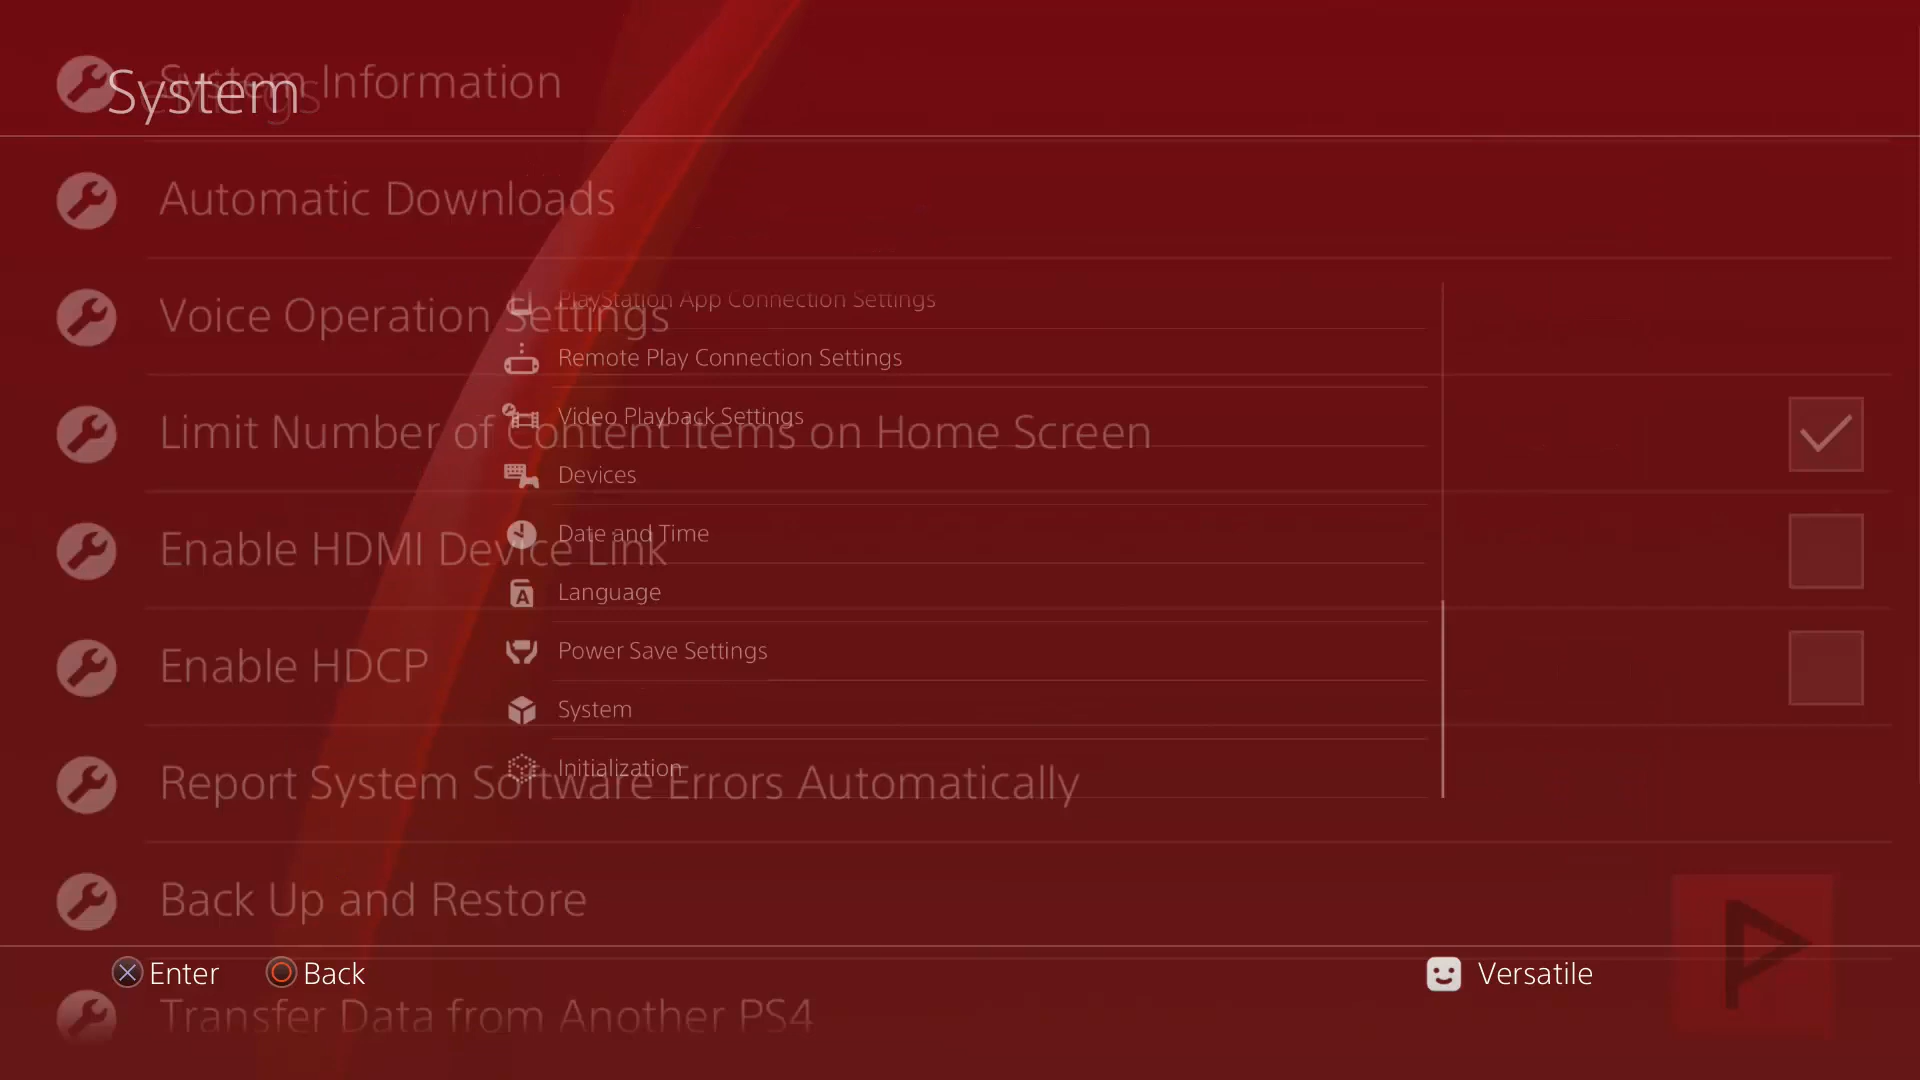 System
System Information
Settings
Automatic Downloads
Voice Operation Settings
Limit Number of Content Items on Home Screen
Enable HDMI Device Link
Enable HDCP
Report System Software Errors Automatically
Back Up and Restore
Transfer Data from Another PS4
PlayStation App Connection Settings
Remote Play Connection Settings
Video Playback Settings
Devices
Date and Time
Language
Power Save Settings
System
Initialization
Enter
Back
Versatile